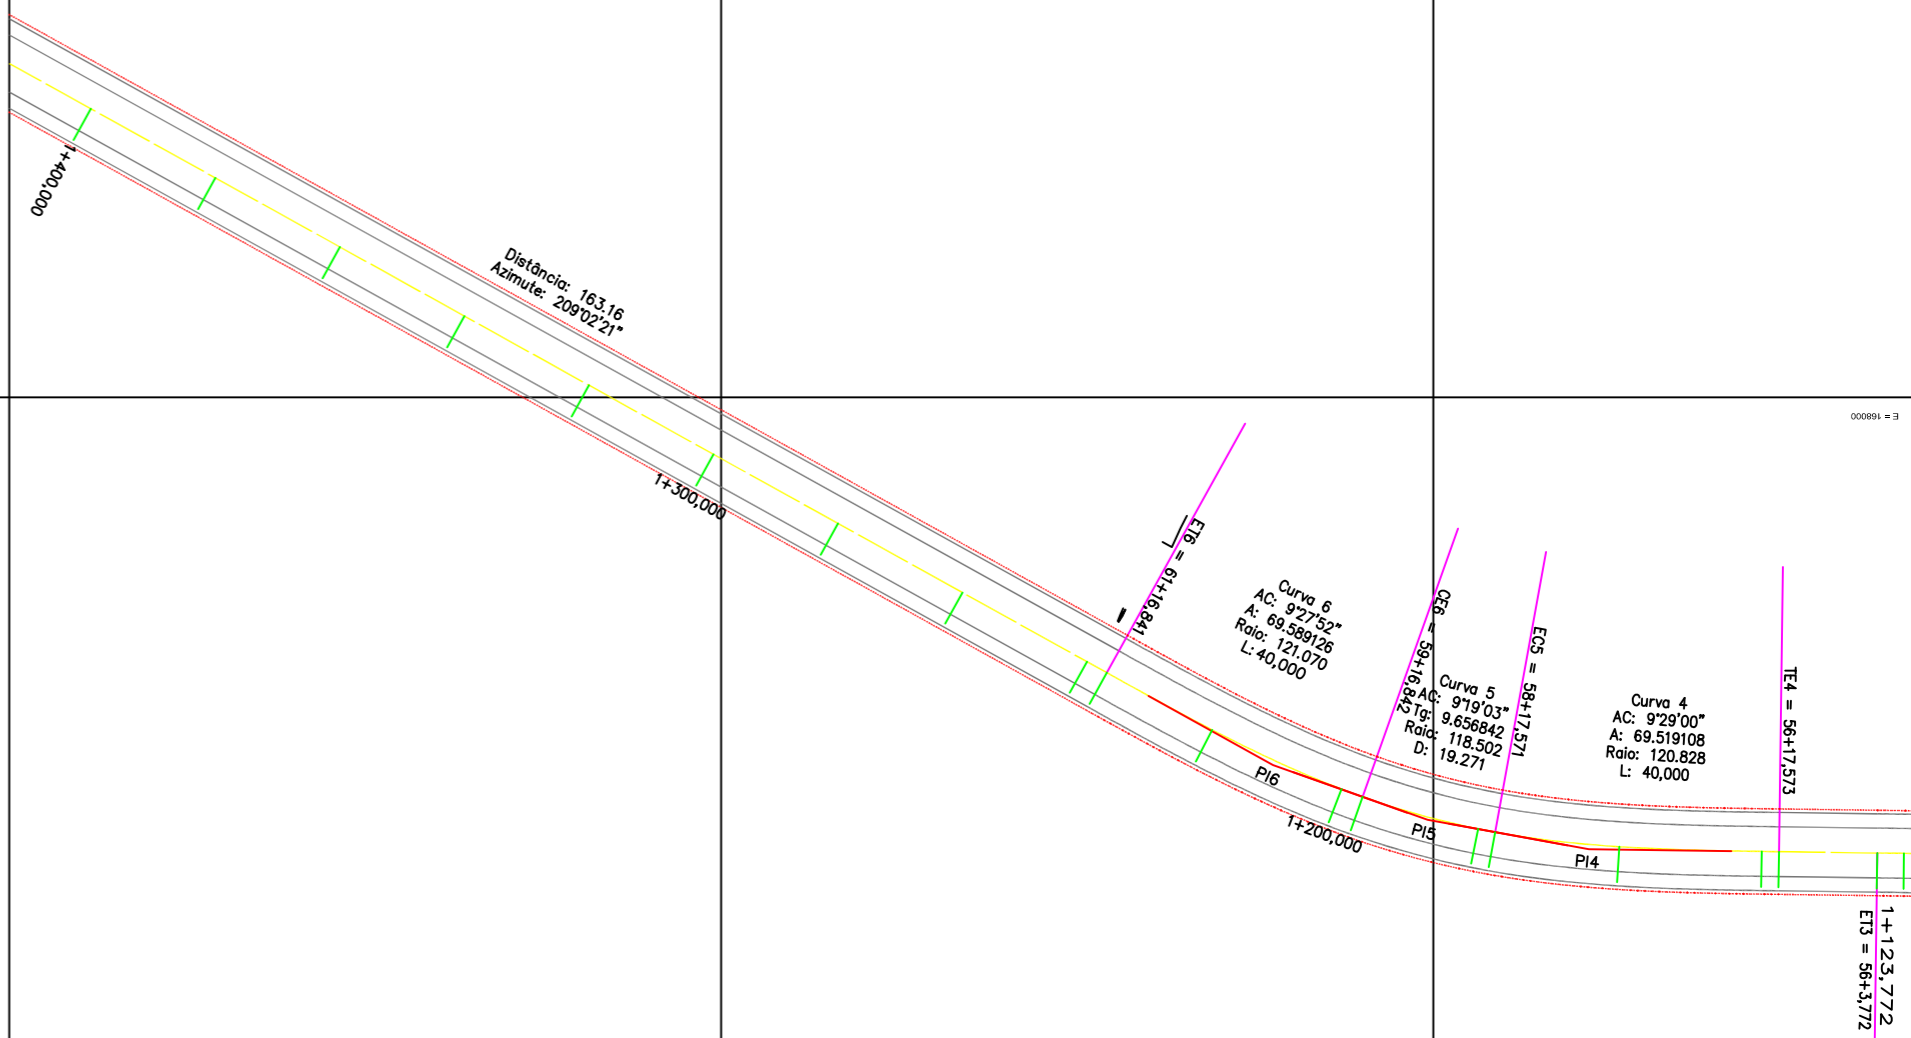 1+400.000
Distância: 163.16
Azimute: 209°02'21"
1+300,000
E = 168000
ET6 = 61+16,841
Curva 6
AC: 9°27'52"
A: 69.589126
Raio: 121.070
L: 40,000
CE6 = 59+16,842
Curva 5
AC: 9°19'03"
Tg: 9.656842
Raio: 118.502
D: 19.271
EC5 = 58+17,571
Curva 4
AC: 9°29'00"
A: 69.519108
Raio: 120.828
L: 40,000
TE4 = 56+17,573
PI6
1+200,000
PI5
PI4
1+123,772
ET3 = 56+3,772